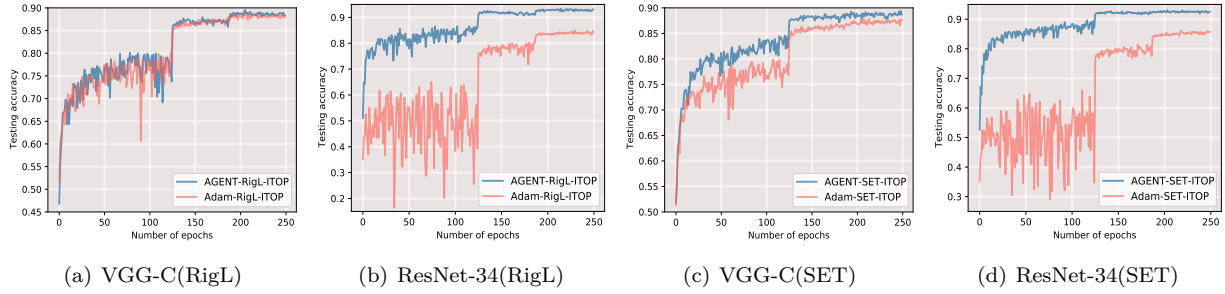 0.90
0.85
0.80
0.75
0.70
0.65
0.60
0.55
0.50
0.45
Testing accuracy
0 50 100 150 200 250
Number of epochs
AGENT-RigL-ITOP
Adam-RigL-ITOP
(a) VGG-C(RigL)
0.9
0.8
0.7
0.6
0.5
0.4
0.3
0.2
Testing accuracy
0 50 100 150 200 250
Number of epochs
AGENT-RigL-ITOP
Adam-RigL-ITOP
(b) ResNet-34(RigL)
0.90
0.85
0.80
0.75
0.70
0.65
0.60
0.55
0.50
Testing accuracy
0 50 100 150 200 250
Number of epochs
AGENT-SET-ITOP
Adam-SET-ITOP
(c) VGG-C(SET)
0.9
0.8
0.7
0.6
0.5
0.4
0.3
Testing accuracy
0 50 100 150 200 250
Number of epochs
AGENT-SET-ITOP
Adam-SET-ITOP
(d) ResNet-34(SET)